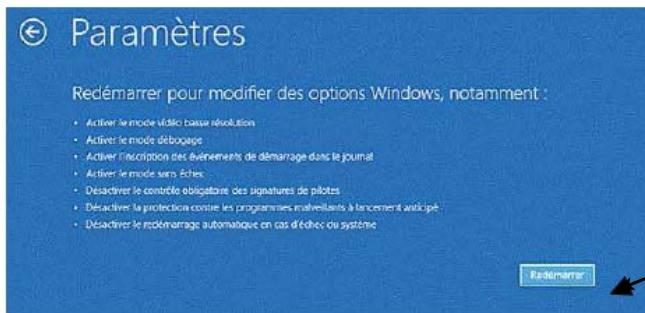 Paramètres
Redémarrer pour modifier des options Windows, notamment :
• Activer le mode vidéo basse résolution
• Activer le mode débogage
• Activer l'inscription des événements de démarrage dans le journal
• Activer le mode sans échec
• Désactiver le contrôle obligatoire des signatures de pilotes
• Désactiver la protection contre les programmes malveillants à lancement anticipé
• Désactiver le redémarrage automatique en cas d'échec du système
Redémarrer